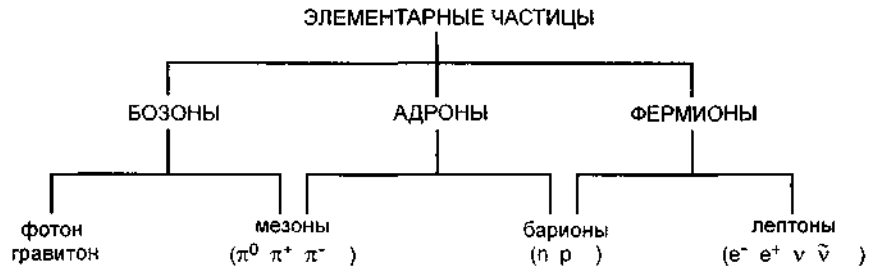 ЭЛЕМЕНТАРНЫЕ ЧАСТИЦЫ
БОЗОНЫ АДРОНЫ ФЕРМИОНЫ
фотон мезоны барионы лептоны
гравитон (π⁰ π⁺ π⁻ ) (n p ) (e⁻ e⁺ ν ν̃ )